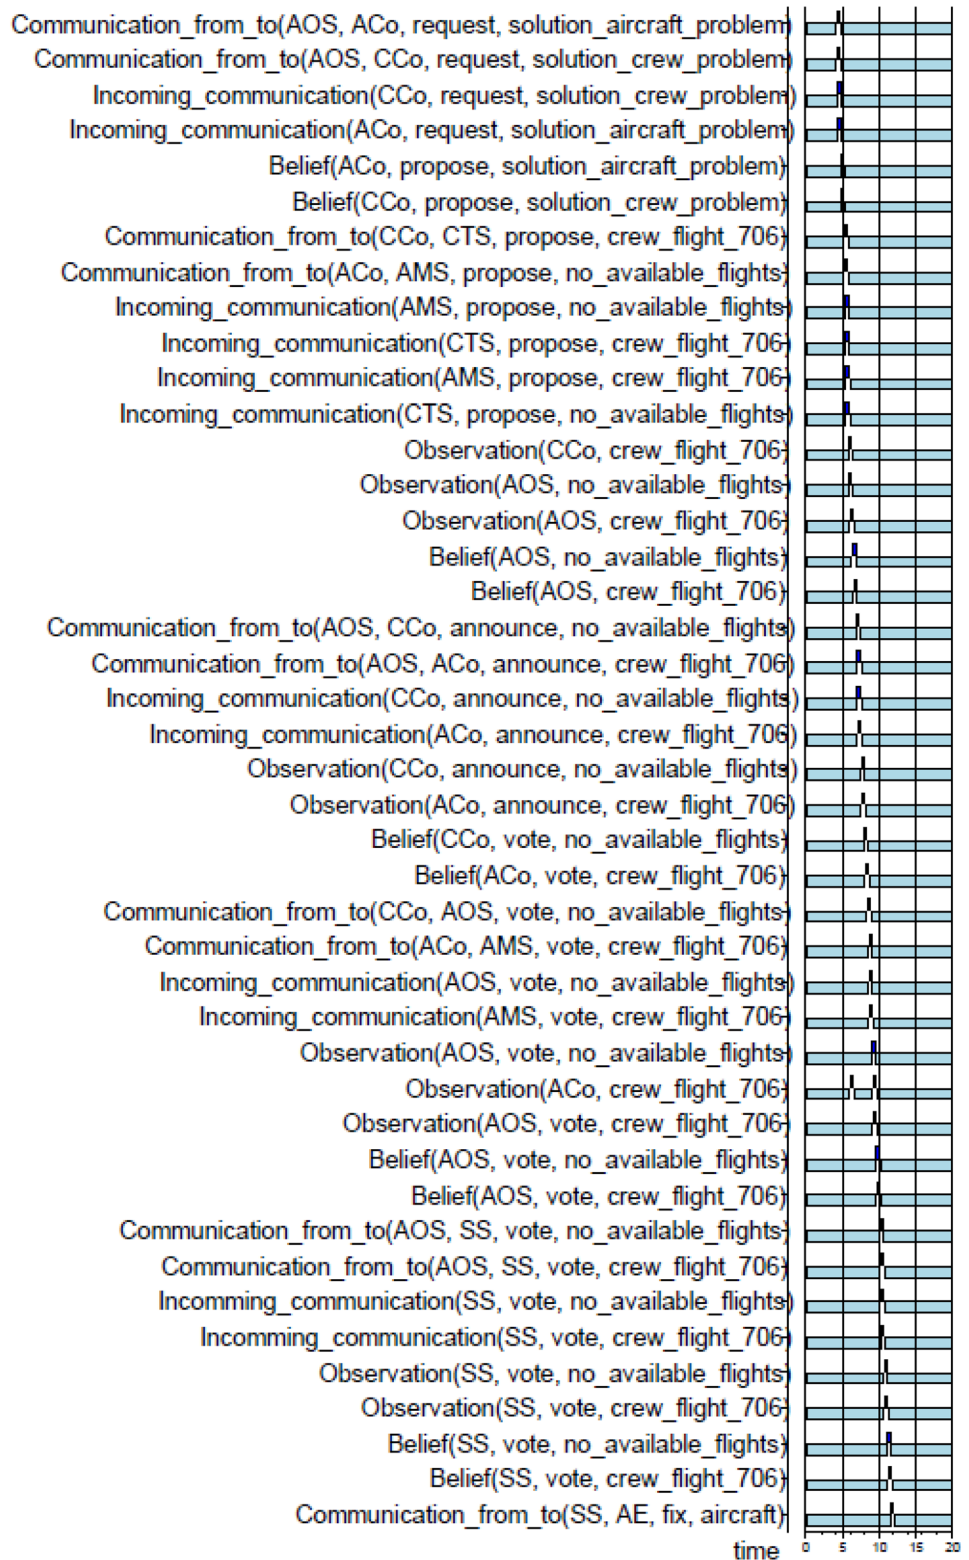 Communication_from_to(AOS, ACo, request, solution_aircraft_problem)
Communication_from_to(AOS, CCo, request, solution_crew_problem)
Incoming_communication(CCo, request, solution_crew_problem)
Incoming_communication(ACo, request, solution_aircraft_problem)
Belief(ACo, propose, solution_aircraft_problem)
Belief(CCo, propose, solution_crew_problem)
Communication_from_to(CCo, CTS, propose, crew_flight_706)
Communication_from_to(ACo, AMS, propose, no_available_flights)
Incoming_communication(AMS, propose, no_available_flights)
Incoming_communication(CTS, propose, crew_flight_706)
Incoming_communication(AMS, propose, crew_flight_706)
Incoming_communication(CTS, propose, no_available_flights)
Observation(CCo, crew_flight_706)
Observation(AOS, no_available_flights)
Observation(AOS, crew_flight_706)
Belief(AOS, no_available_flights)
Belief(AOS, crew_flight_706)
Communication_from_to(AOS, CCo, announce, no_available_flights)
Communication_from_to(AOS, ACo, announce, crew_flight_706)
Incoming_communication(CCo, announce, no_available_flights)
Incoming_communication(ACo, announce, crew_flight_706)
Observation(CCo, announce, no_available_flights)
Observation(ACo, announce, crew_flight_706)
Belief(CCo, vote, no_available_flights)
Belief(ACo, vote, crew_flight_706)
Communication_from_to(CCo, AOS, vote, no_available_flights)
Communication_from_to(ACo, AMS, vote, crew_flight_706)
Incoming_communication(AOS, vote, no_available_flights)
Incoming_communication(AMS, vote, crew_flight_706)
Observation(AOS, vote, no_available_flights)
Observation(ACo, crew_flight_706)
Observation(AOS, vote, crew_flight_706)
Belief(AOS, vote, no_available_flights)
Belief(AOS, vote, crew_flight_706)
Communication_from_to(AOS, SS, vote, no_available_flights)
Communication_from_to(AOS, SS, vote, crew_flight_706)
Incomming_communication(SS, vote, no_available_flights)
Incomming_communication(SS, vote, crew_flight_706)
Observation(SS, vote, no_available_flights)
Observation(SS, vote, crew_flight_706)
Belief(SS, vote, no_available_flights)
Belief(SS, vote, crew_flight_706)
Communication_from_to(SS, AE, fix, aircraft)
time 0 5 10 15 20